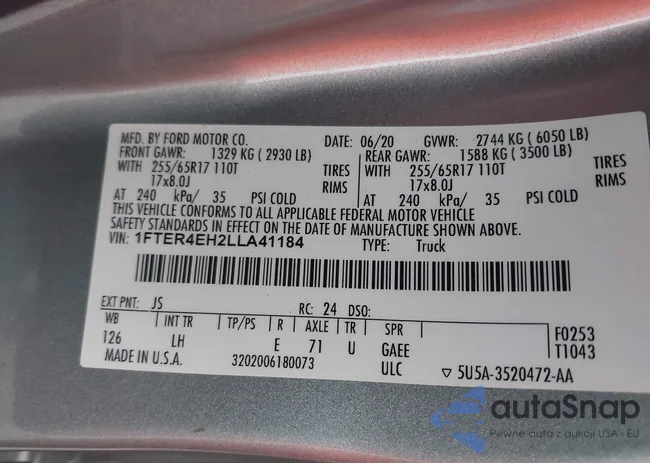 MFD. BY FORD MOTOR CO. DATE: 06/20 GVWR: 2744 KG ( 6050 LB)
FRONT GAWR: 1329 KG ( 2930 LB) REAR GAWR: 1588 KG ( 3500 LB)
WITH 255/65R17 110T TIRES WITH 255/65R17 110T TIRES
17x8.0J RIMS 17x8.0J RIMS
AT 240 kPa/ 35 PSI COLD AT 240 kPa/ 35 PSI COLD
THIS VEHICLE CONFORMS TO ALL APPLICABLE FEDERAL MOTOR VEHICLE
SAFETY STANDARDS IN EFFECT ON THE DATE OF MANUFACTURE SHOWN ABOVE.
VIN: 1FTER4EH2LLA41184 TYPE: Truck
EXT PNT: JS RC: 24 DSO:
WB INT TR TP/PS R AXLE TR SPR F0253
126 LH E 71 U GAEE T1043
MADE IN U.S.A. 3202006180073 ULC ▽ 5U5A-3520472-AA
autaSnap
Pewne auta z aukcji USA i EU